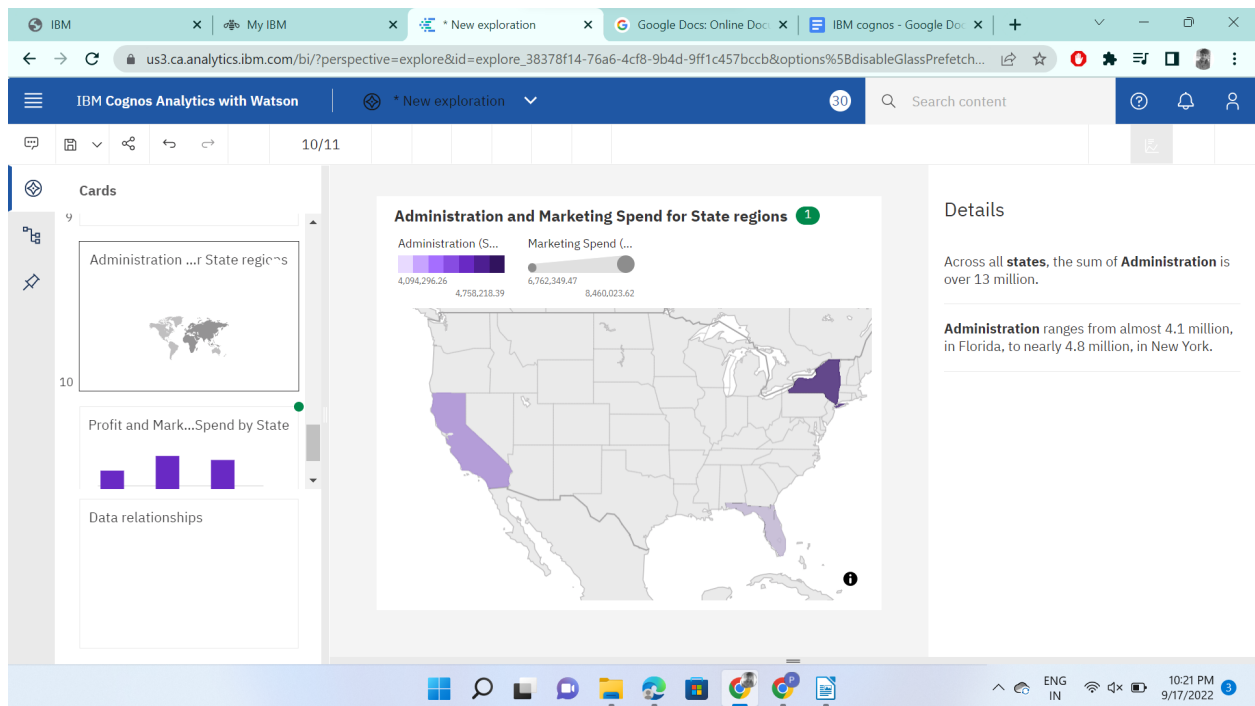 IBM
My IBM
* New exploration
Google Docs: Online Doc
IBM cognos - Google Doc
us3.ca.analytics.ibm.com/bi/?perspective=explore&id=explore_38378f14-76a6-4cf8-9b4d-9ff1c457bccb&options%5BdisableGlassPrefetch...
IBM Cognos Analytics with Watson
* New exploration
30
Search content
10/11
Cards
9
Administration ...r State regions
10
Profit and Mark...Spend by State
Data relationships
Administration and Marketing Spend for State regions 1
Administration (S... Marketing Spend (...
4,094,296.26 6,762,349.47
4,758,218.39 8,460,023.62
Details
Across all states, the sum of Administration is
over 13 million.
Administration ranges from almost 4.1 million,
in Florida, to nearly 4.8 million, in New York.
P
ENG
IN
10:21 PM
9/17/2022
3